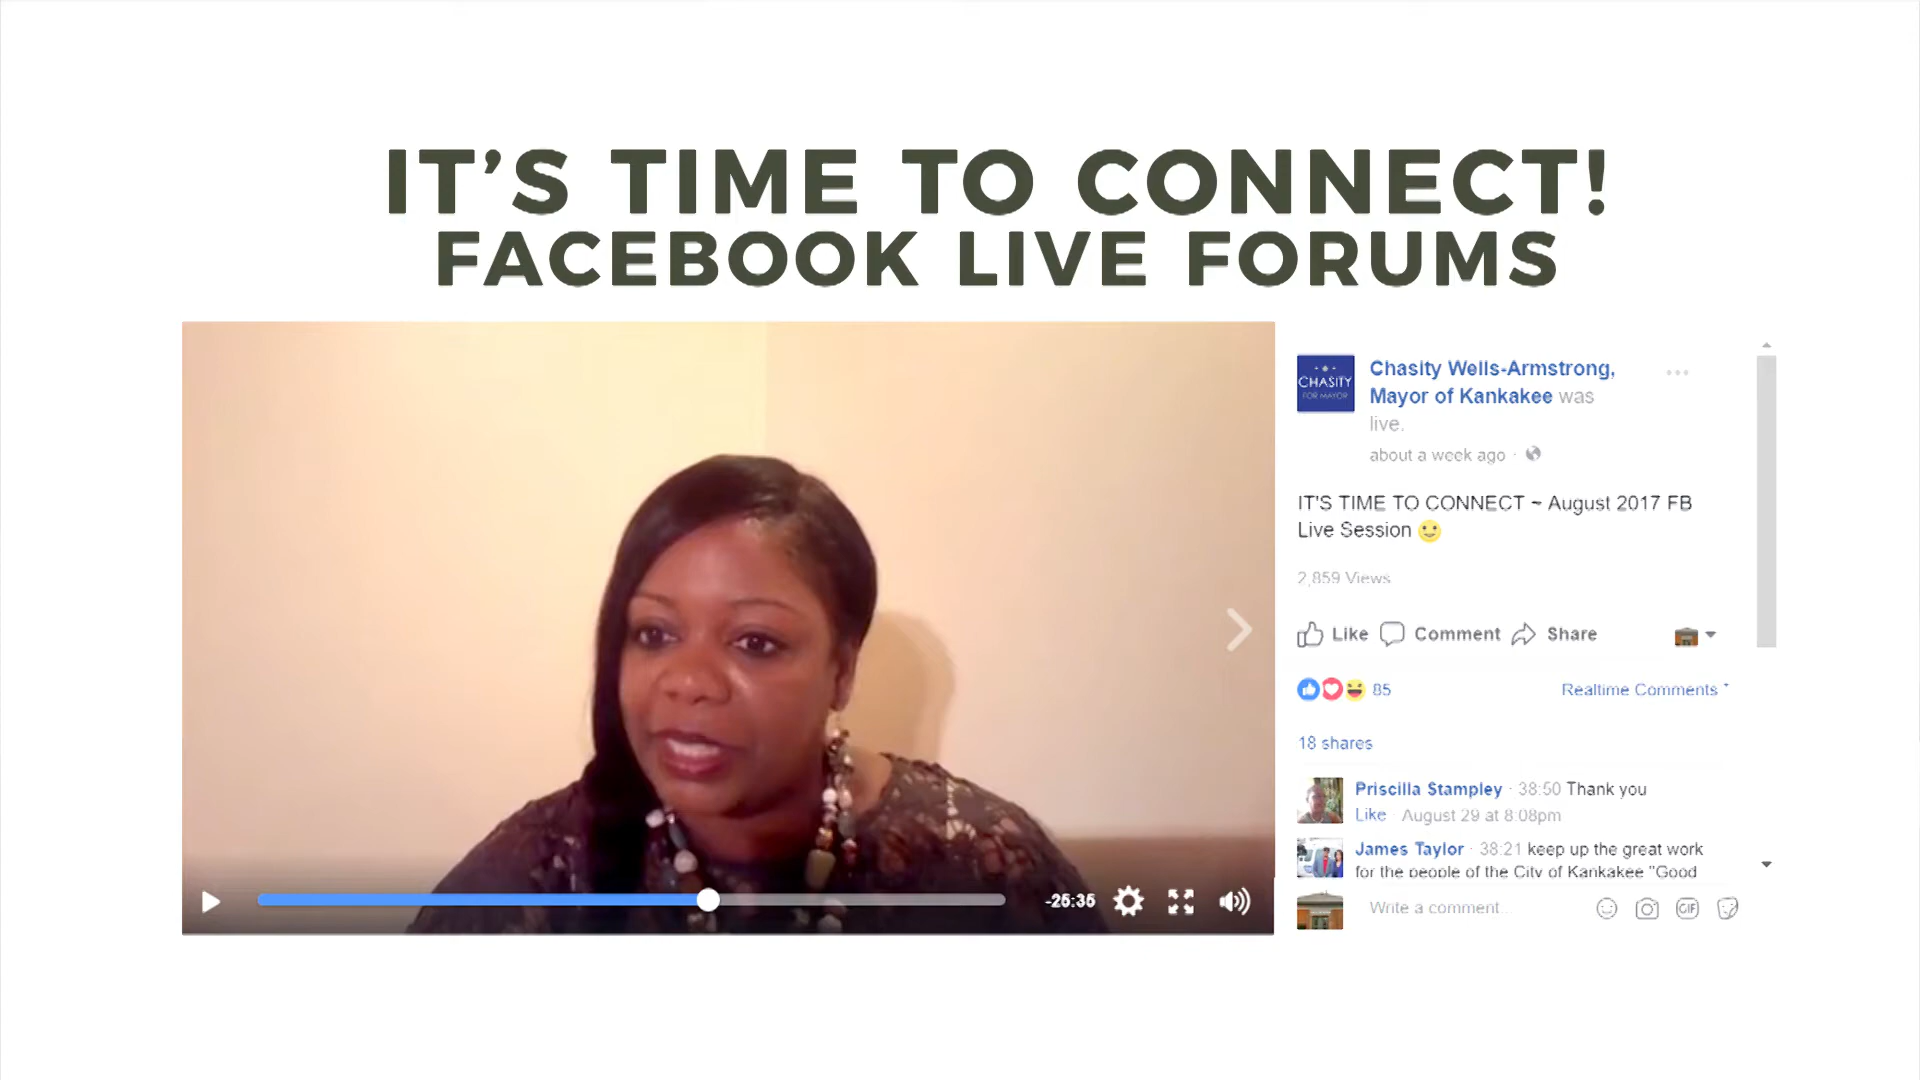 IT'S TIME TO CONNECT!
FACEBOOK LIVE FORUMS
CHASITY
FOR MAYOR
Chasity Wells-Armstrong,
Mayor of Kankakee was
live.
about a week ago ·
IT'S TIME TO CONNECT ~ August 2017 FB
Live Session
2,859 Views
Like Comment Share
85 Realtime Comments
18 shares
Priscilla Stampley · 38:50 Thank you
Like · August 29 at 8:08pm
James Taylor · 38:21 keep up the great work
for the people of the City of Kankakee "Good
Write a comment...
GIF
-25:35